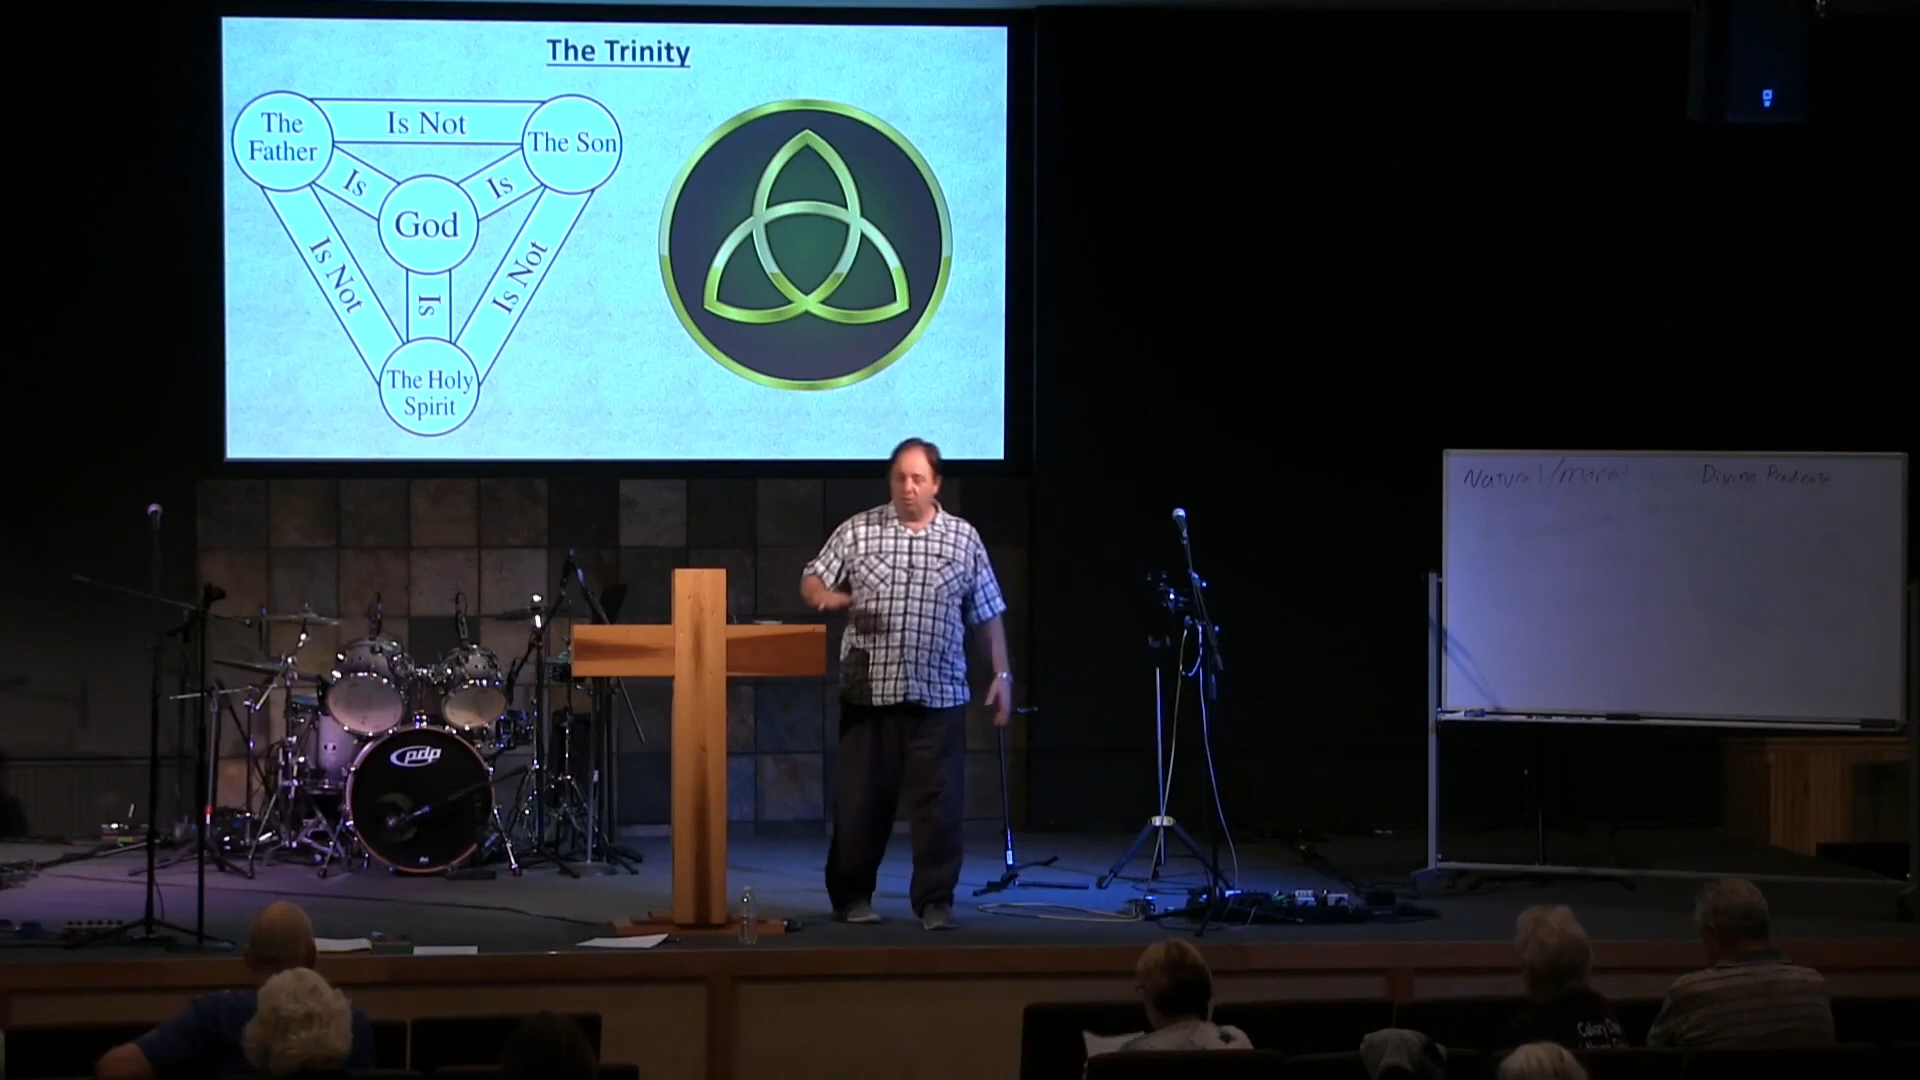 The Trinity
The
Father
Is Not
The Son
Is
Is
God
Is Not
Is
Is Not
The Holy
Spirit
Natural/moral
Divine Predicate
pdp
Calvary